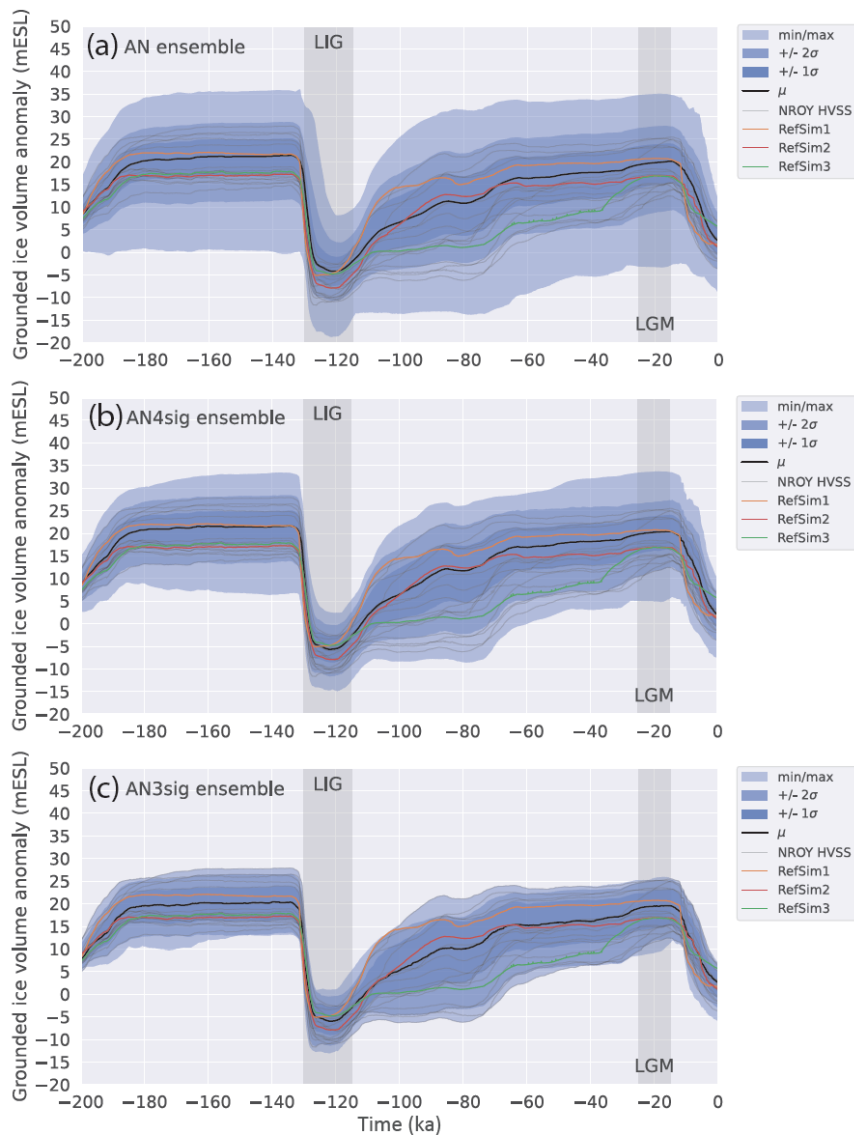 Grounded ice volume anomaly (mESL)
50
45
40
35
30
25
20
15
10
5
0
−5
−10
−15
−20
(a) AN ensemble
LIG
LGM
−200 −180 −160 −140 −120 −100 −80 −60 −40 −20 0
min/max
+/- 2σ
+/- 1σ
μ
NROY HVSS
RefSim1
RefSim2
RefSim3
Grounded ice volume anomaly (mESL)
50
45
40
35
30
25
20
15
10
5
0
−5
−10
−15
−20
(b) AN4sig ensemble
LIG
LGM
−200 −180 −160 −140 −120 −100 −80 −60 −40 −20 0
min/max
+/- 2σ
+/- 1σ
μ
NROY HVSS
RefSim1
RefSim2
RefSim3
Grounded ice volume anomaly (mESL)
50
45
40
35
30
25
20
15
10
5
0
−5
−10
−15
−20
(c) AN3sig ensemble
LIG
LGM
−200 −180 −160 −140 −120 −100 −80 −60 −40 −20 0
Time (ka)
min/max
+/- 2σ
+/- 1σ
μ
NROY HVSS
RefSim1
RefSim2
RefSim3